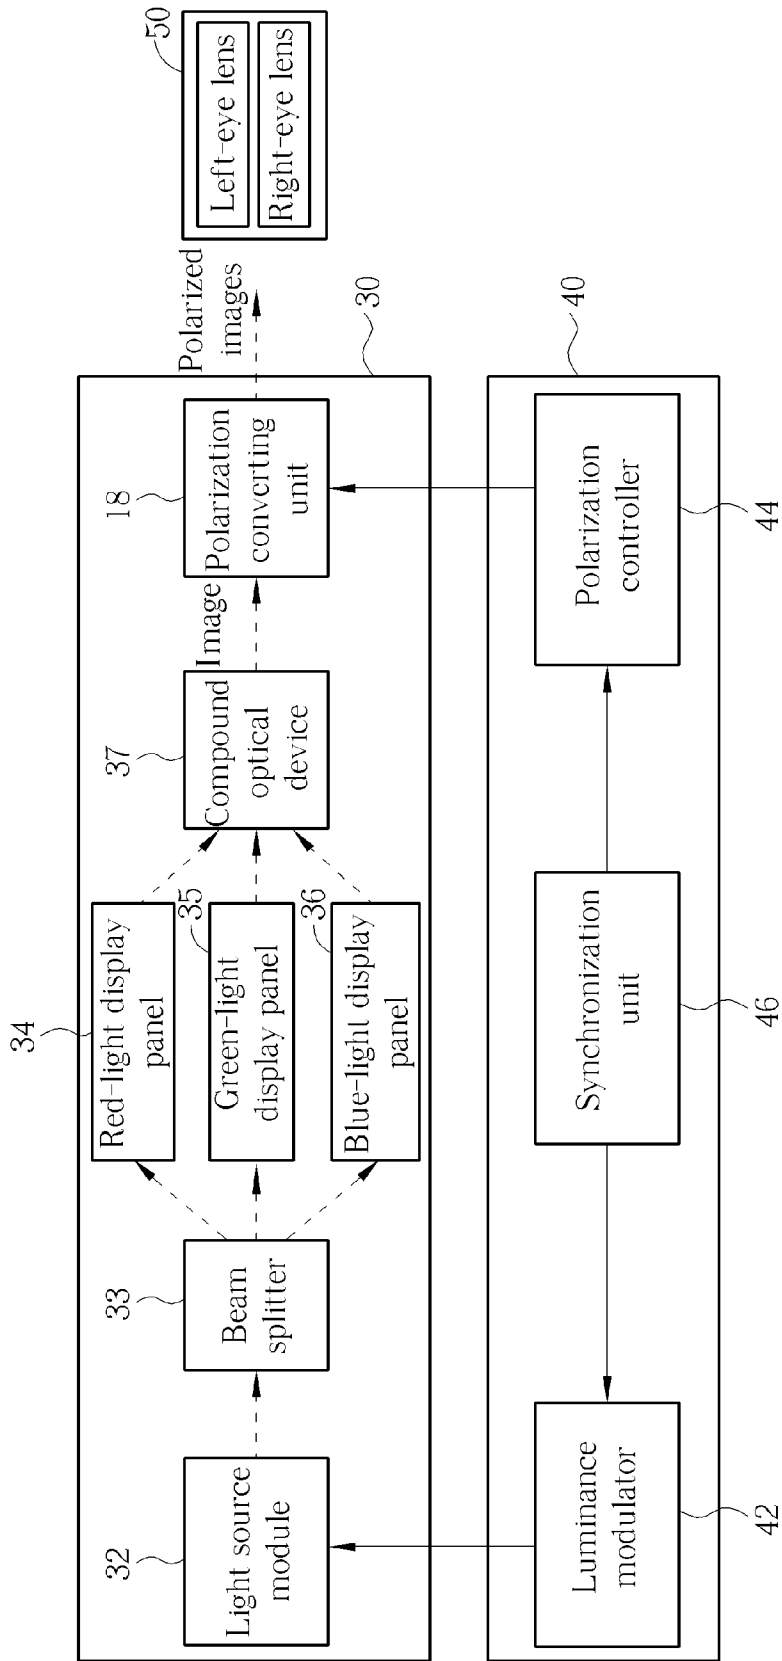 32
Light source
module
33
Beam
splitter
34
Red-light display
panel
35
Green-light
display panel
36
Blue-light display
panel
37
Compound
optical
device
Image
18
Polarization
converting
unit
Polarized
images
30
50
Left-eye lens
Right-eye lens
40
Luminance
modulator
42
Synchronization
unit
46
Polarization
controller
44